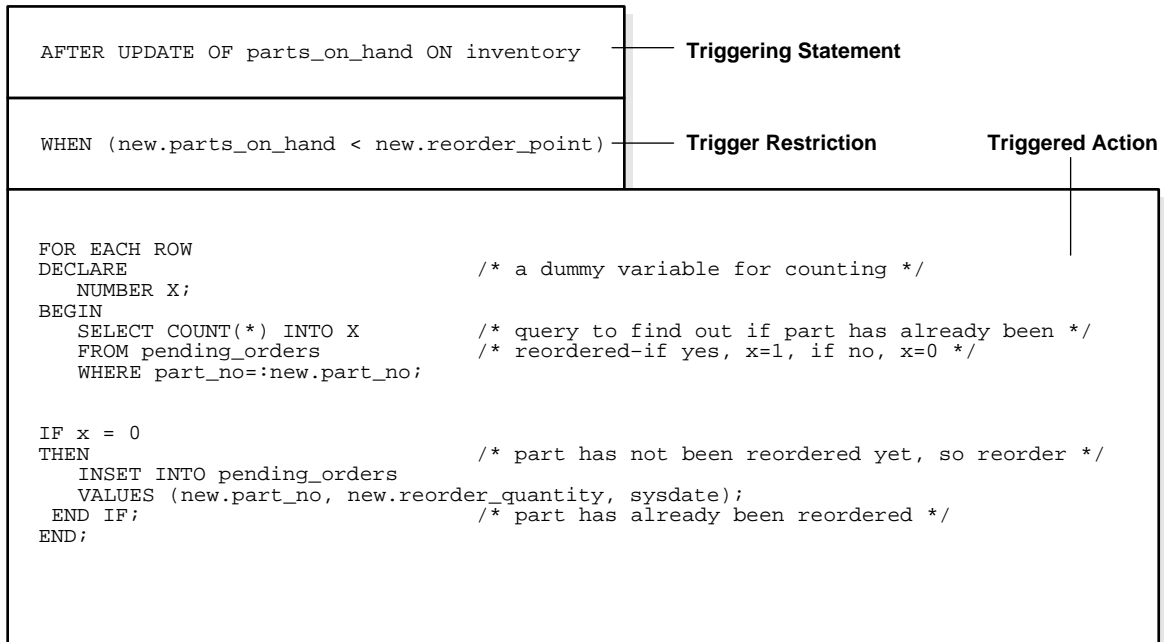 AFTER UPDATE OF parts_on_hand ON inventory
Triggering Statement
WHEN (new.parts_on_hand < new.reorder_point)
Trigger Restriction
Triggered Action
FOR EACH ROW
DECLARE /* a dummy variable for counting */
NUMBER X;
BEGIN
SELECT COUNT(*) INTO X /* query to find out if part has already been */
FROM pending_orders /* reordered–if yes, x=1, if no, x=0 */
WHERE part_no=:new.part_no;
IF x = 0
THEN /* part has not been reordered yet, so reorder */
INSET INTO pending_orders
VALUES (new.part_no, new.reorder_quantity, sysdate);
END IF; /* part has already been reordered */
END;